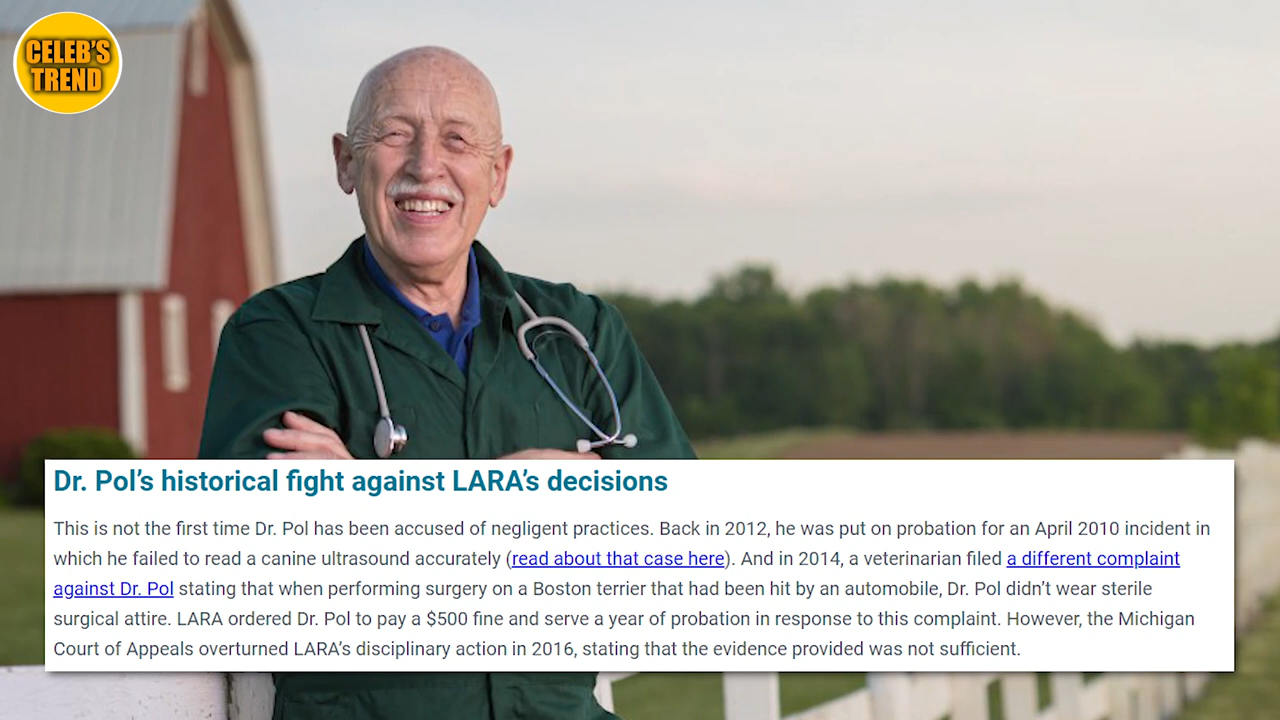 CELEB'S
TREND
Dr. Pol’s historical fight against LARA’s decisions
This is not the first time Dr. Pol has been accused of negligent practices. Back in 2012, he was put on probation for an April 2010 incident in
which he failed to read a canine ultrasound accurately (read about that case here). And in 2014, a veterinarian filed a different complaint
against Dr. Pol stating that when performing surgery on a Boston terrier that had been hit by an automobile, Dr. Pol didn’t wear sterile
surgical attire. LARA ordered Dr. Pol to pay a $500 fine and serve a year of probation in response to this complaint. However, the Michigan
Court of Appeals overturned LARA’s disciplinary action in 2016, stating that the evidence provided was not sufficient.